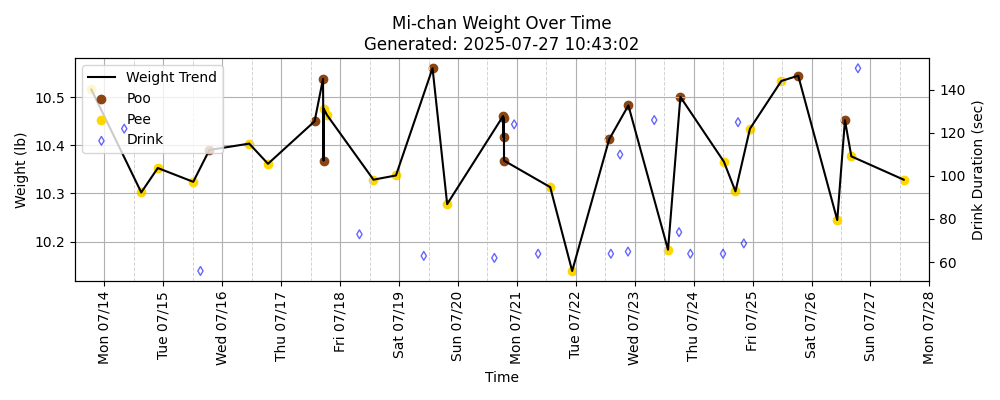 Mi-chan Weight Over Time
Generated: 2025-07-27 10:43:02
Weight Trend
Poo
Pee
Drink
Weight (lb)
10.5
10.4
10.3
10.2
140
120
100
80
60
Drink Duration (sec)
Mon 07/14
Tue 07/15
Wed 07/16
Thu 07/17
Fri 07/18
Sat 07/19
Sun 07/20
Mon 07/21
Tue 07/22
Wed 07/23
Thu 07/24
Fri 07/25
Sat 07/26
Sun 07/27
Mon 07/28
Time